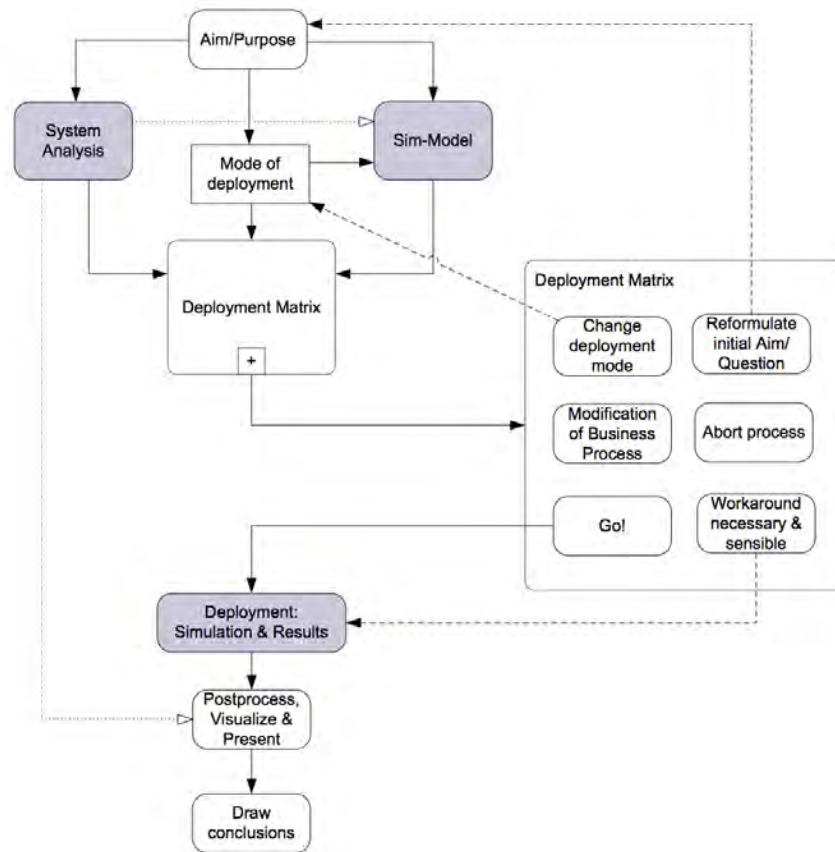 Aim/Purpose
System
Analysis
Sim-Model
Mode of
deployment
Deployment Matrix
+
Deployment Matrix
Change
deployment
mode
Reformulate
initial Aim/
Question
Modification
of Business
Process
Abort process
Go!
Workaround
necessary &
sensible
Deployment:
Simulation & Results
Postprocess,
Visualize &
Present
Draw
conclusions